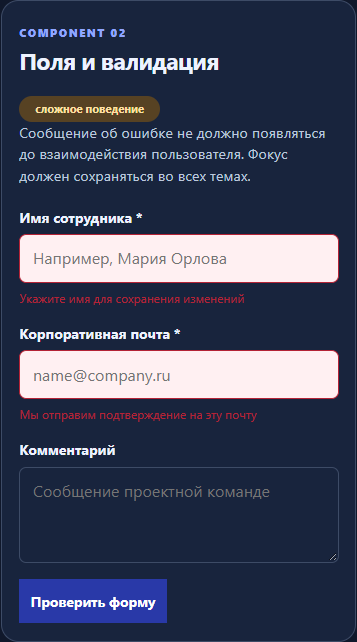 COMPONENT 02
Поля и валидация
сложное поведение
Сообщение об ошибке не должно появляться
до взаимодействия пользователя. Фокус
должен сохраняться во всех темах.
Имя сотрудника *
Например, Мария Орлова
Укажите имя для сохранения изменений
Корпоративная почта *
name@company.ru
Мы отправим подтверждение на эту почту
Комментарий
Сообщение проектной команде
Проверить форму